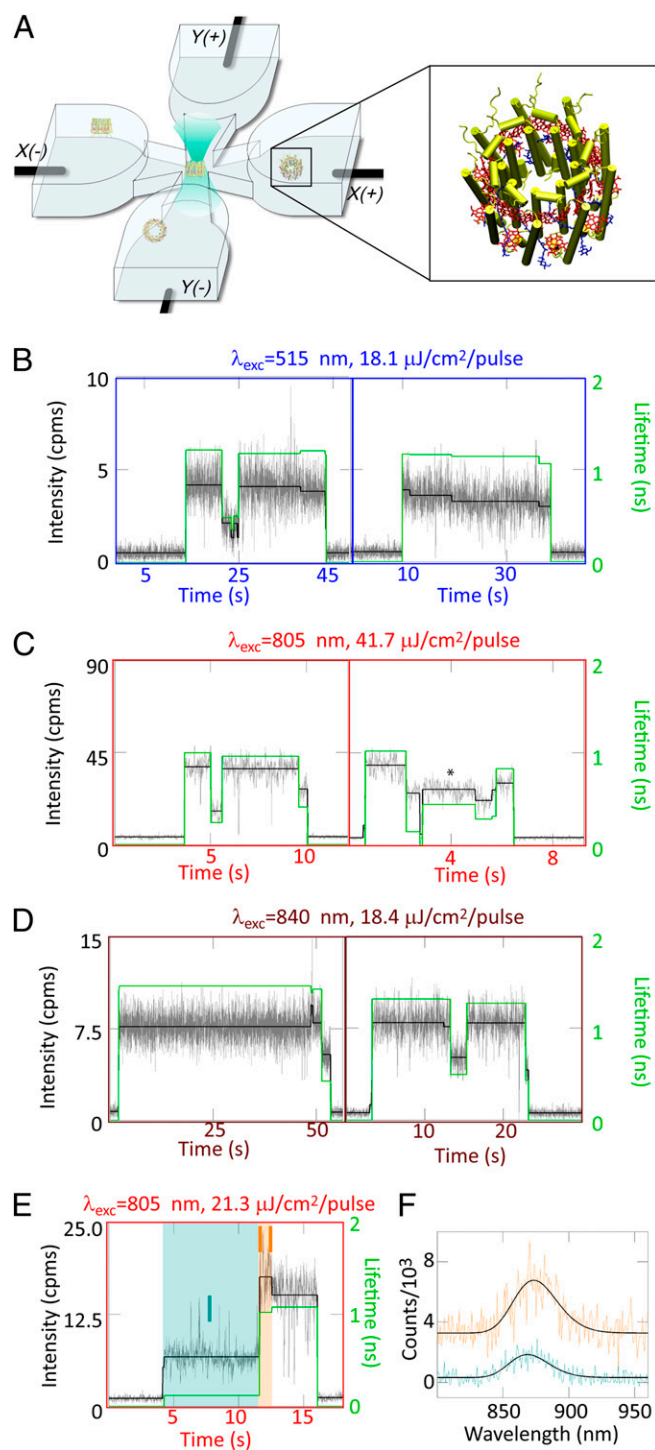 A
Y(+)
X(-)
X(+)
Y(-)
B
λexc=515 nm, 18.1 μJ/cm²/pulse
10
5
0
Intensity (cpms)
2
1
0
Lifetime (ns)
5 25 45
10 30
Time (s)
Time (s)
C
λexc=805 nm, 41.7 μJ/cm²/pulse
90
45
0
Intensity (cpms)
*
2
1
0
Lifetime (ns)
5 10
4 8
Time (s)
Time (s)
D
λexc=840 nm, 18.4 μJ/cm²/pulse
15
7.5
0
Intensity (cpms)
2
1
0
Lifetime (ns)
25 50
10 20
Time (s)
Time (s)
E
λexc=805 nm, 21.3 μJ/cm²/pulse
25.0
12.5
0.0
Intensity (cpms)
2
1
0
Lifetime (ns)
5 10 15
Time (s)
F
8
4
0
Counts/10³
850 900 950
Wavelength (nm)